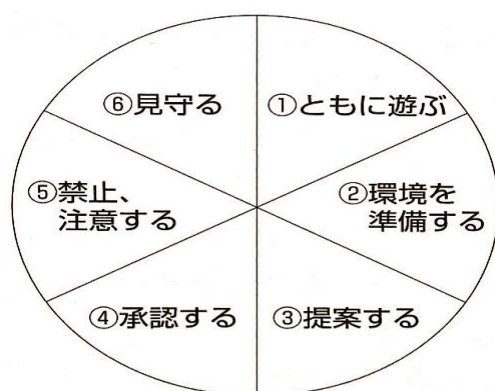 ①ともに遊ぶ
②環境を
準備する
③提案する
④承認する
⑤禁止、
注意する
⑥見守る